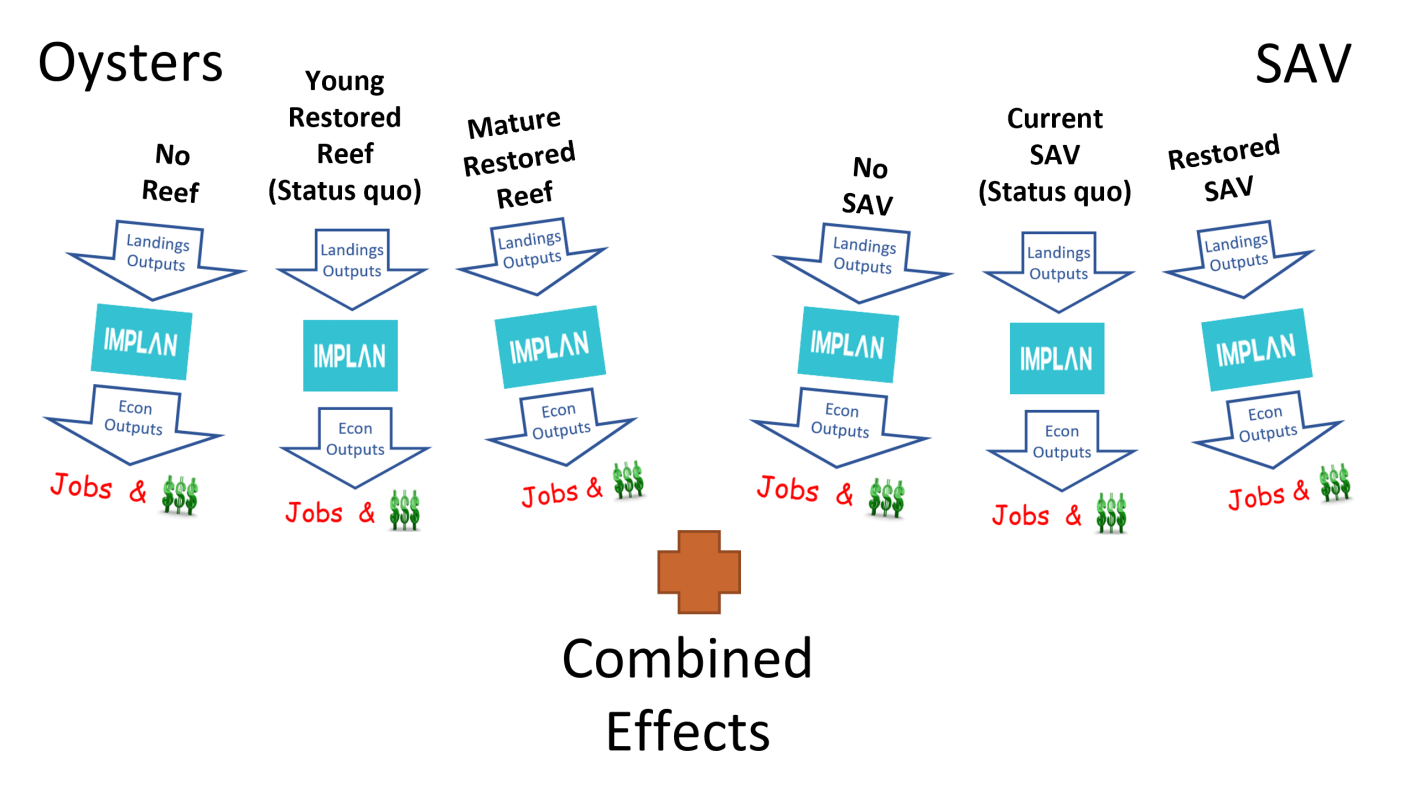 Oysters
SAV
No
Reef
Young
Restored
Reef
(Status quo)
Mature
Restored
Reef
No
SAV
Current
SAV
(Status quo)
Restored
SAV
Landings
Outputs
Landings
Outputs
Landings
Outputs
Landings
Outputs
Landings
Outputs
Landings
Outputs
IMPLAN
IMPLAN
IMPLAN
IMPLAN
IMPLAN
IMPLAN
Econ
Outputs
Econ
Outputs
Econ
Outputs
Econ
Outputs
Econ
Outputs
Econ
Outputs
Jobs & $$$
Jobs & $$$
Jobs & $$$
Jobs & $$$
Jobs & $$$
Jobs & $$$
Combined
Effects